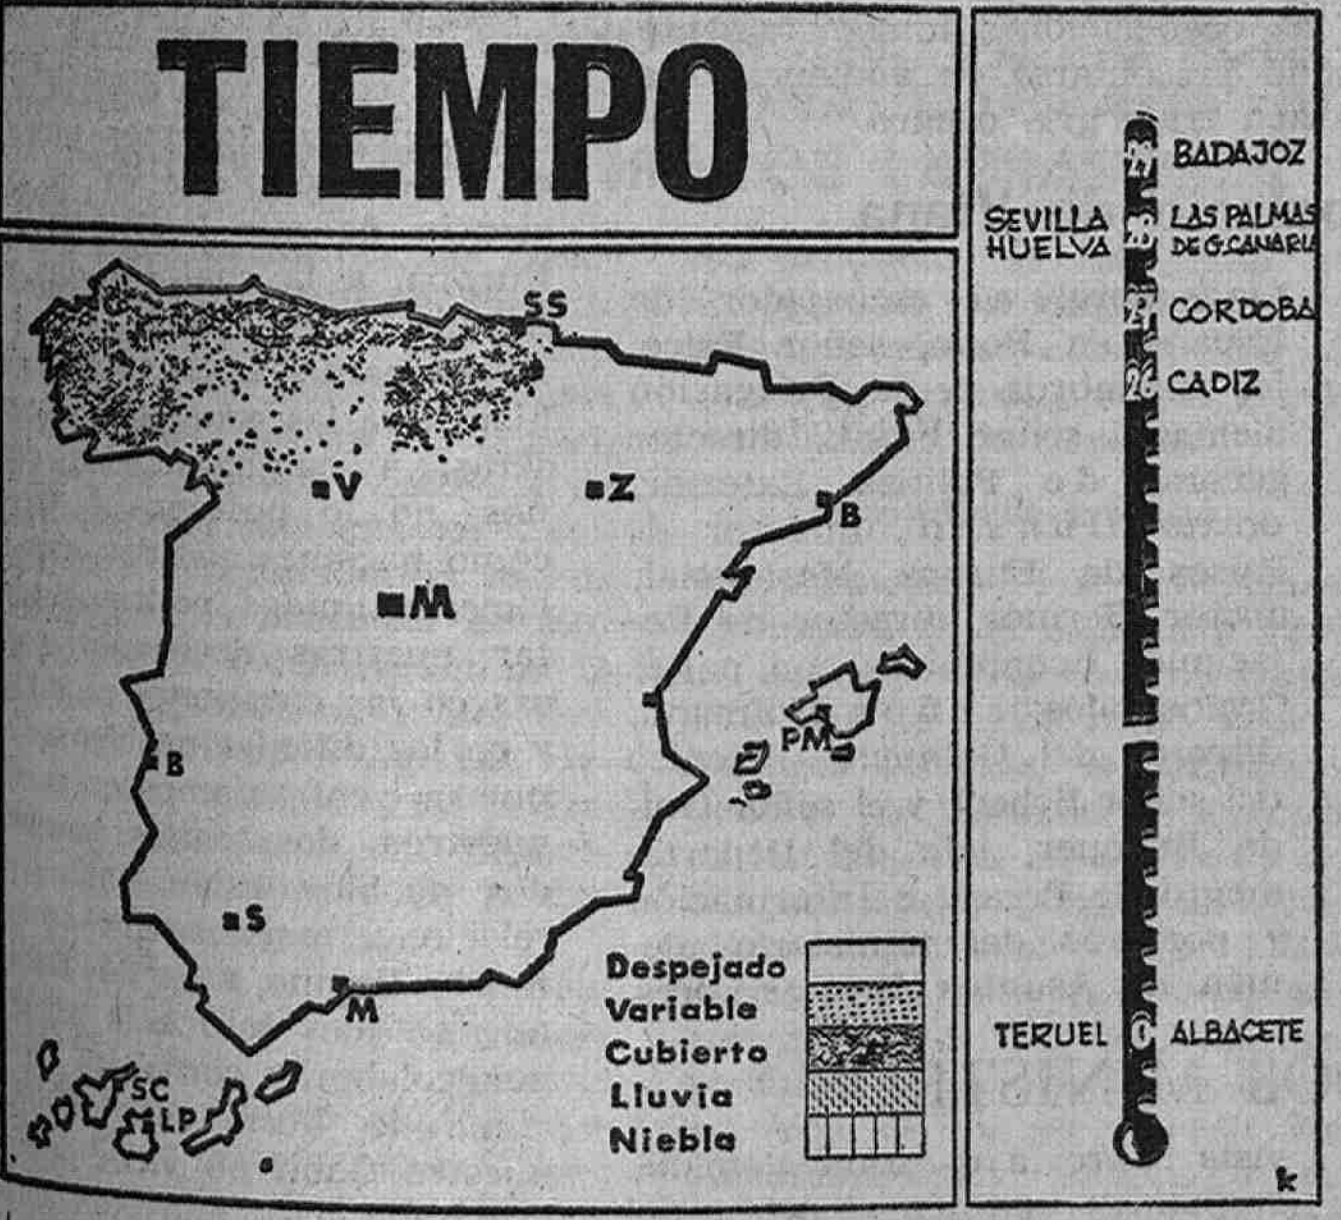 TIEMPO
SS
V
Z
B
M
PM
B
S
M
SC
LP
Despejado
Variable
Cubierto
Lluvia
Niebla
BADAJOZ
SEVILLA
HUELVA
LAS PALMAS
DE G. CANARIA
CORDOBA
26 CADIZ
TERUEL 0 ALBACETE
k